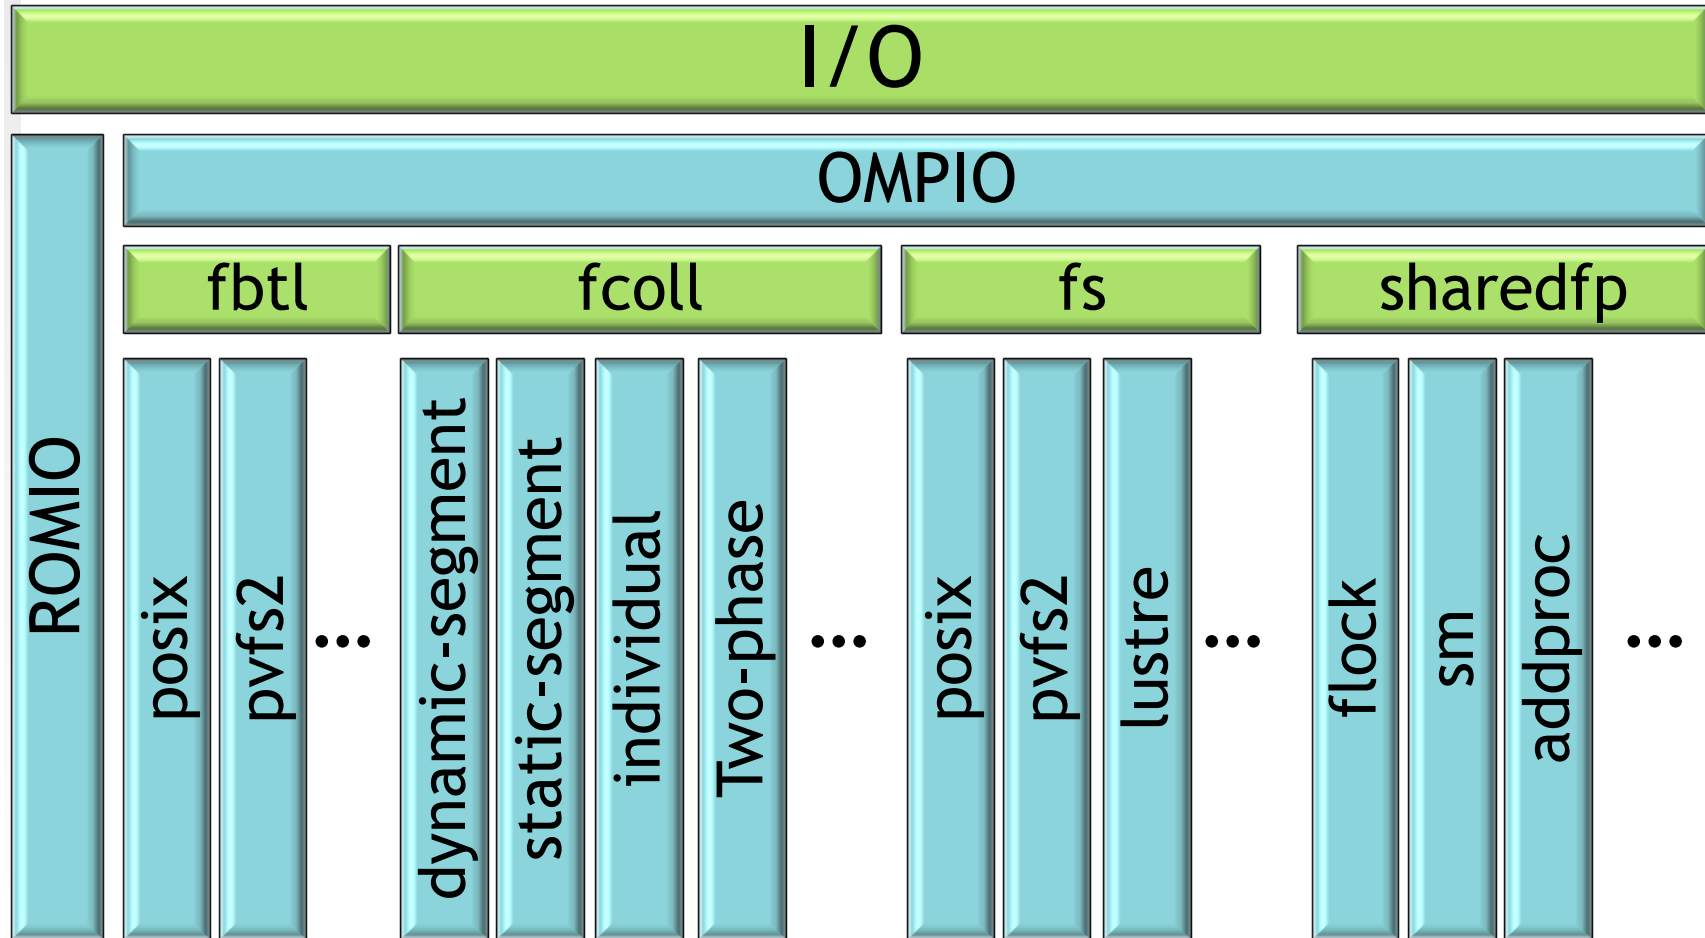 I/O
ROMIO
OMPIO
fbtl
fcoll
fs
sharedfp
posix
pvfs2
...
dynamic-segment
static-segment
individual
Two-phase
...
posix
pvfs2
lustre
...
flock
sm
addproc
...